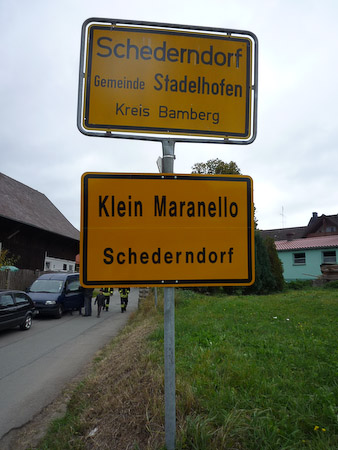 Schederndorf
Gemeinde Stadelhofen
Kreis Bamberg
Klein Maranello
Schederndorf